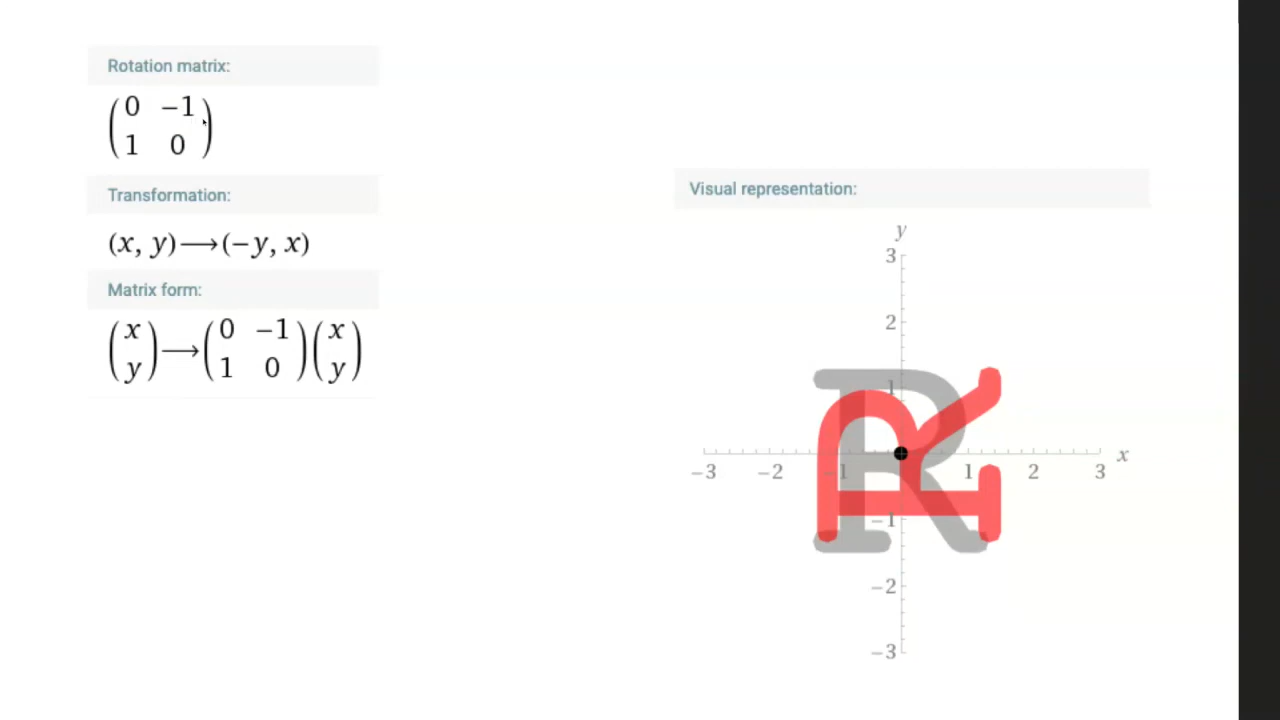 Rotation matrix:
(0 −1
1 0)
Transformation:
(x, y)⟶(−y, x)
Matrix form:
(x
y)⟶(0 −1
1 0)(x
y)
Visual representation:
y
3
2
1
−3 −2 −1 1 2 3 x
−1
−2
−3
R
R